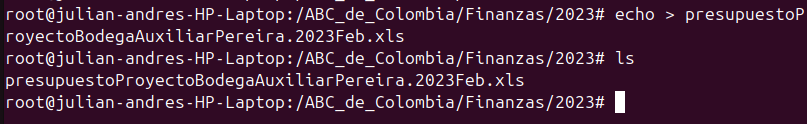 root@julian-andres-HP-Laptop:/ABC_de_Colombia/Finanzas/2023# echo > presupuestoP
royectoBodegaAuxiliarPereira.2023Feb.xls
root@julian-andres-HP-Laptop:/ABC_de_Colombia/Finanzas/2023# ls
presupuestoProyectoBodegaAuxiliarPereira.2023Feb.xls
root@julian-andres-HP-Laptop:/ABC_de_Colombia/Finanzas/2023#